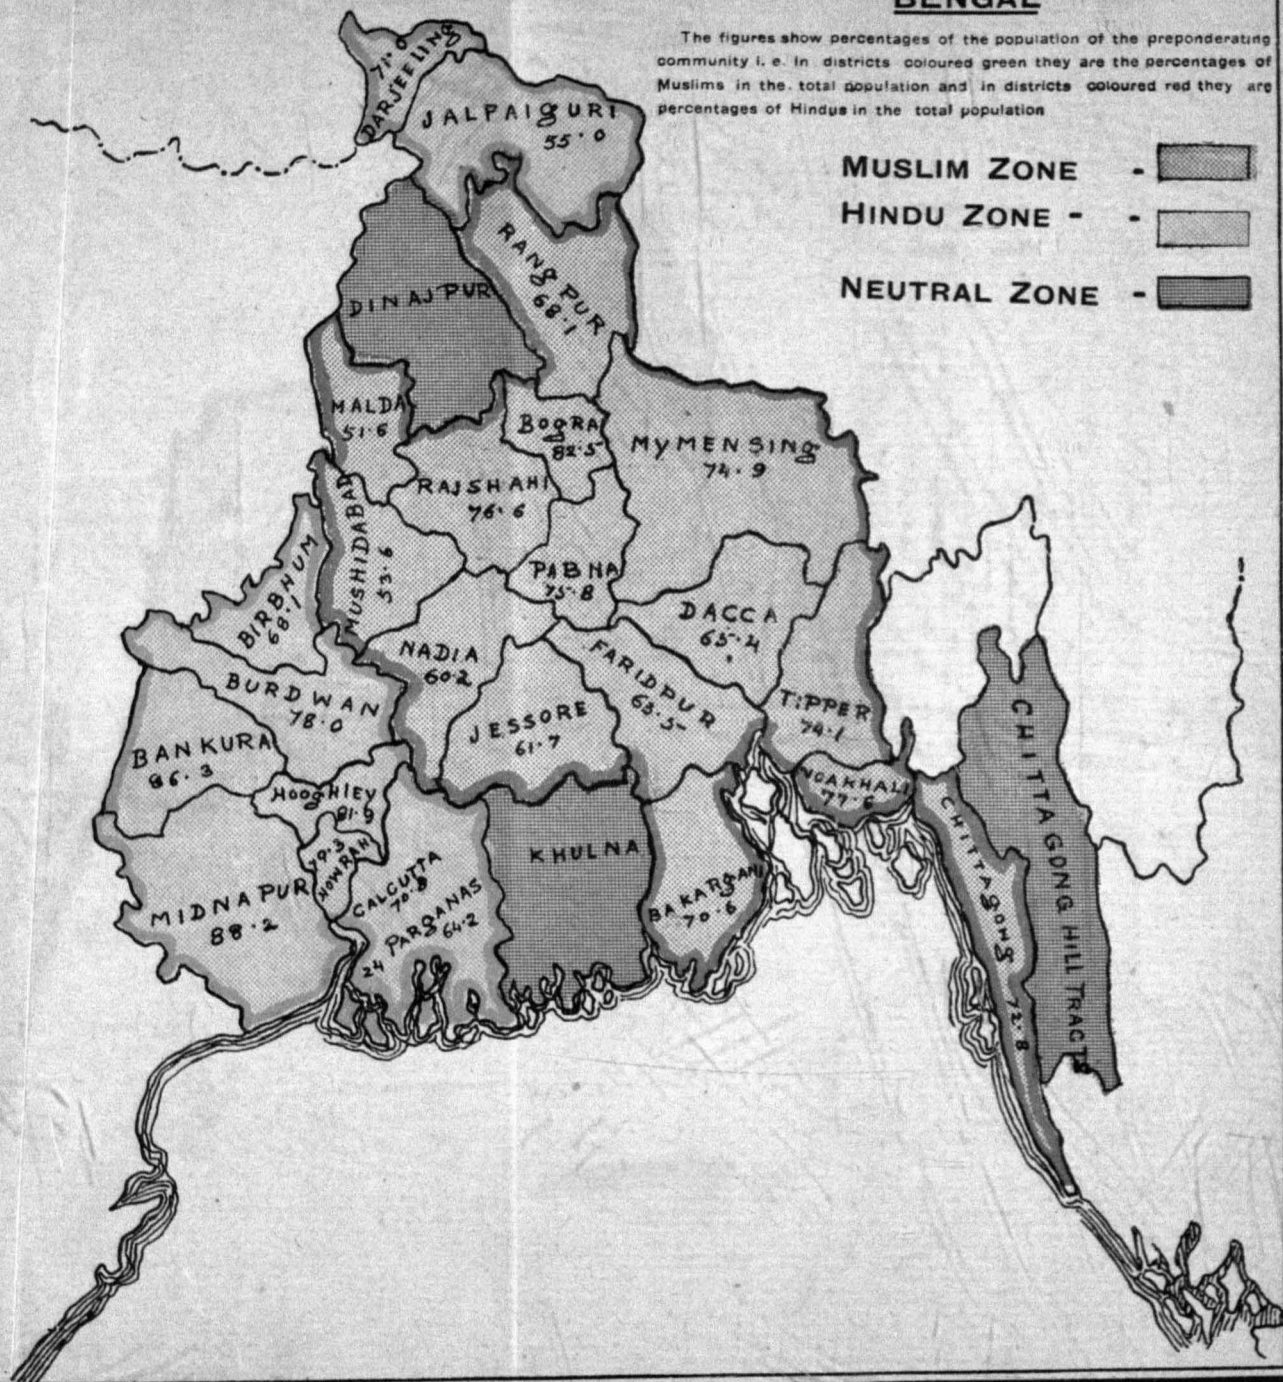 BENGAL
The figures show percentages of the population of the preponderating
community i. e. In districts coloured green they are the percentages of
Muslims in the total population and in districts coloured red they are
percentages of Hindus in the total population
MUSLIM ZONE -
HINDU ZONE - -
NEUTRAL ZONE -
71.0
DARJEELING
JALPAIGURI
55.0
RANGPUR
68.1
DINAJPUR
MALDA
51.6
BOGRA
82.5
MYMENSING
74.9
RAJSHAHI
76.6
MUSHIDABAD
53.6
PABNA
75.8
BIRBHUM
68.1
DACCA
65.4
NADIA
60.2
FARIDPUR
63.5
BURDWAN
78.0
JESSORE
61.7
TIPPER
74.1
BANKURA
86.3
HOOGHLEY
81.9
NOAKHALI
77.6
79.3
HOWRAH
KHULNA
CALCUTTA
70.8
MIDNAPUR
88.2
24 PARGANAS
64.2
BAKARGANJ
70.6
CHITTAGONG
72.8
CHITTAGONG HILL TRACTS